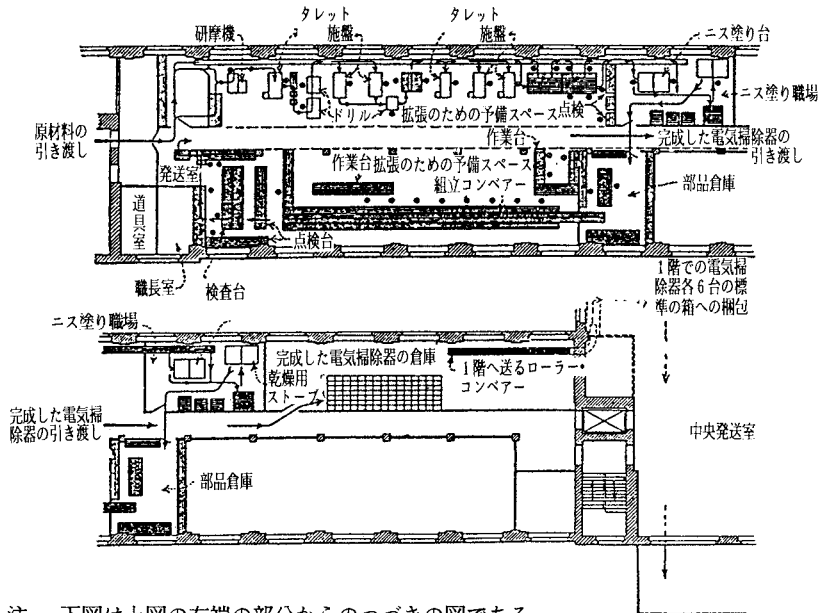 タレット
タレット
研摩機
施盤
施盤
ニス塗り台
ニス塗り職場
ドリル
拡張のための予備スペース
点検
原材料の
引き渡し
作業台
完成した電気掃除器の
引き渡し
発送室
作業台
拡張のための予備スペース
組立コンベアー
部品倉庫
道具室
点検台
職長室
検査台
1階での電気掃
除器各6台の標
準の箱への梱包
ニス塗り職場
完成した電気掃除器の倉庫
乾燥用
ストーブ
1階へ送るローラー
コンベアー
完成した電気掃
除器の引き渡し
中央発送室
部品倉庫
注 下図は上図の右端の部分からのつづきの図である